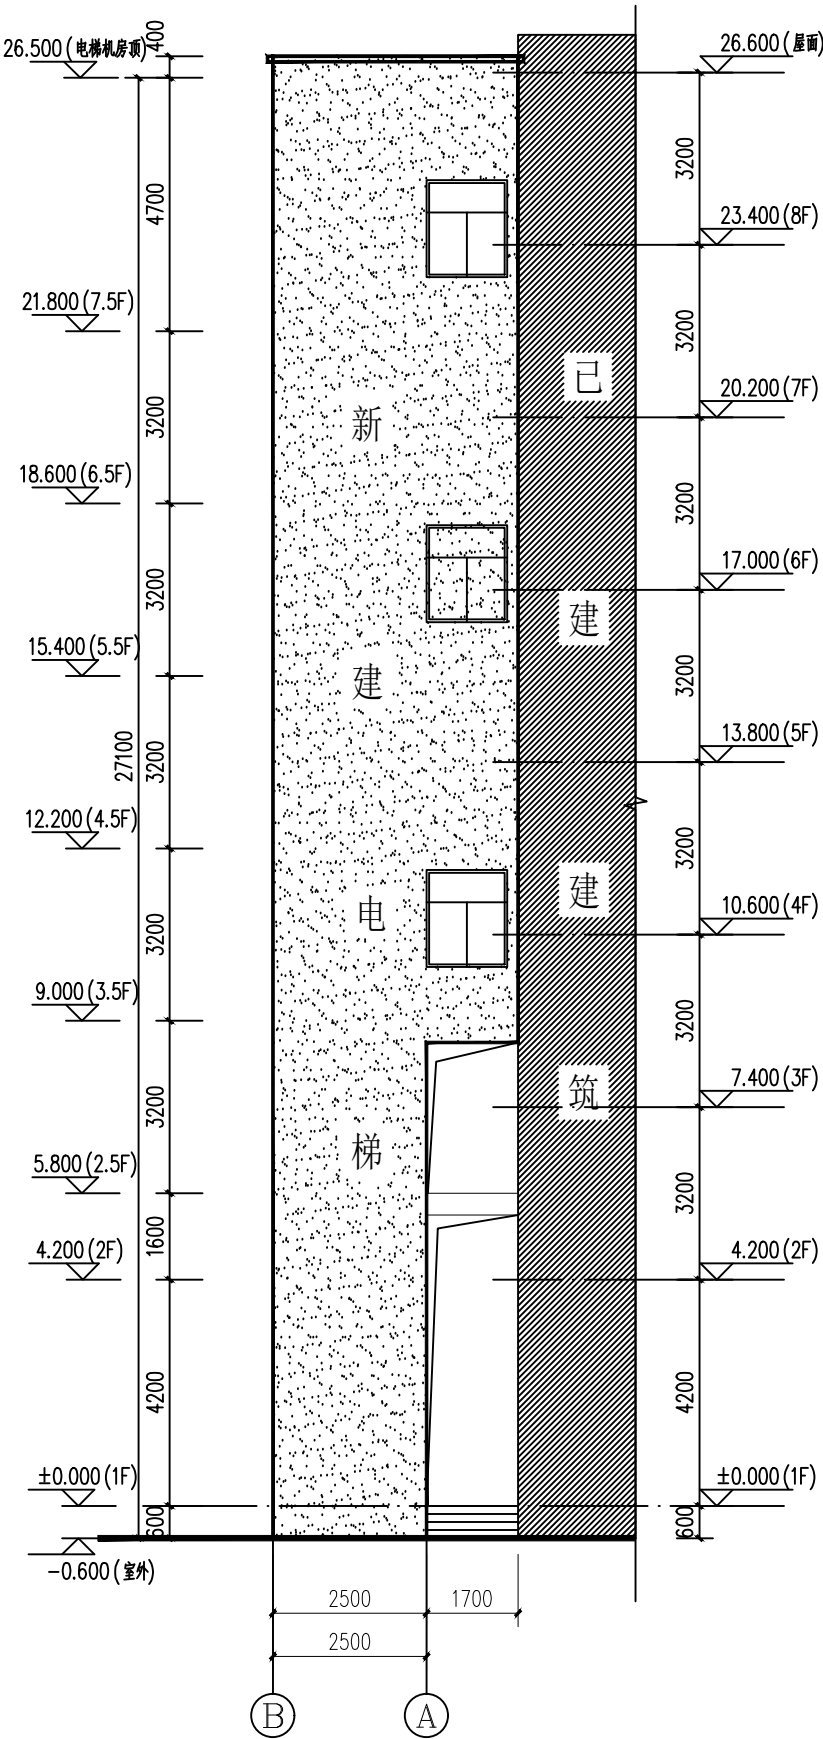 26.500(电梯机房顶)
400
26.600(屋面)
3200
4700
23.400(8F)
21.800(7.5F)
3200
已
20.200(7F)
3200
新
18.600(6.5F)
3200
17.000(6F)
3200
建
15.400(5.5F)
3200
建
13.800(5F)
27100
3200
12.200(4.5F)
3200
建
10.600(4F)
电
3200
9.000(3.5F)
3200
7.400(3F)
筑
3200
梯
5.800(2.5F)
3200
1600
4.200(2F)
4.200(2F)
4200
4200
±0.000(1F)
±0.000(1F)
600
600
-0.600(室外)
2500
1700
2500
B
A